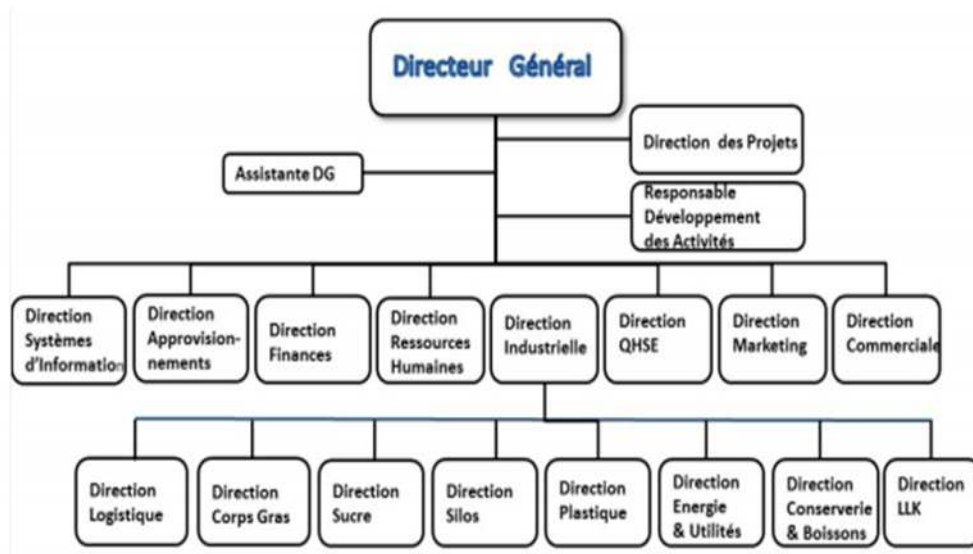 Directeur Général
Direction des Projets
Assistante DG
Responsable
Développement
des Activités
Direction
Systèmes
d'Information
Direction
Approvision-
nements
Direction
Finances
Direction
Ressources
Humaines
Direction
Industrielle
Direction
QHSE
Direction
Marketing
Direction
Commerciale
Direction
Logistique
Direction
Corps Gras
Direction
Sucre
Direction
Silos
Direction
Plastique
Direction
Energie
& Utilités
Direction
Conserverie
& Boissons
Direction
LLK